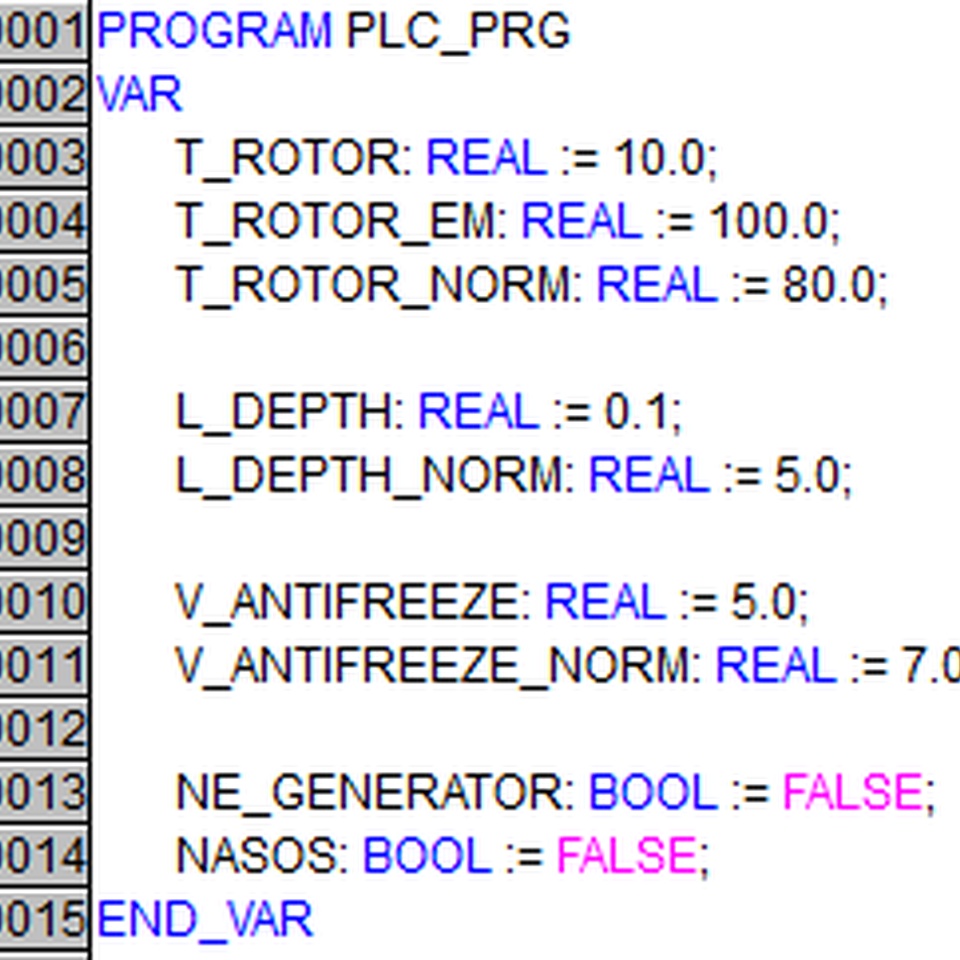 0001 PROGRAM PLC_PRG
0002 VAR
0003 T_ROTOR: REAL := 10.0;
0004 T_ROTOR_EM: REAL := 100.0;
0005 T_ROTOR_NORM: REAL := 80.0;
0006
0007 L_DEPTH: REAL := 0.1;
0008 L_DEPTH_NORM: REAL := 5.0;
0009
0010 V_ANTIFREEZE: REAL := 5.0;
0011 V_ANTIFREEZE_NORM: REAL := 7.0
0012
0013 NE_GENERATOR: BOOL := FALSE;
0014 NASOS: BOOL := FALSE;
0015 END_VAR